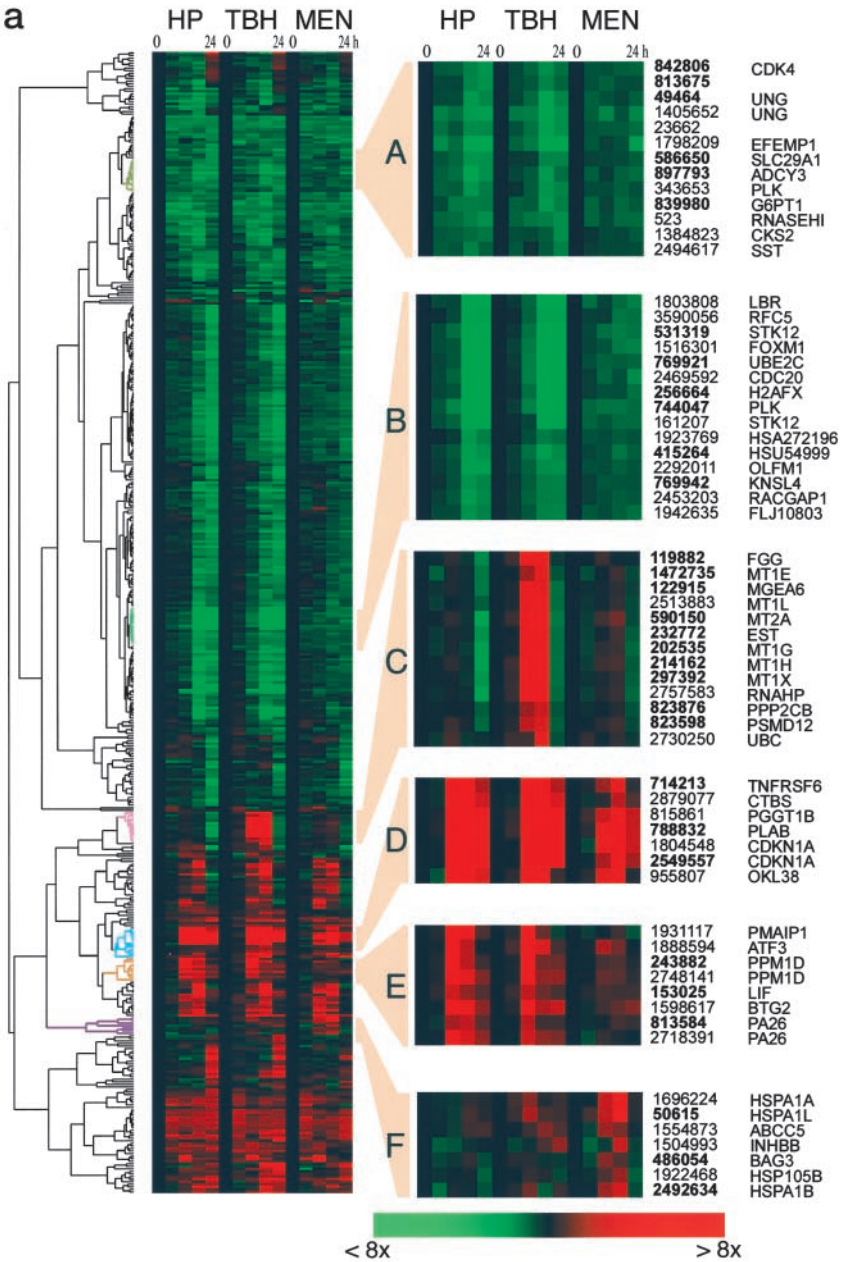 a
HP TBH MEN
0 24 0 24 0 24 h
HP TBH MEN
0 24 0 24 0 24 h
A
842806 CDK4
813675
49464 UNG
1405652 UNG
23662
1798209 EFEMP1
586650 SLC29A1
897793 ADCY3
343653 PLK
839980 G6PT1
523 RNASEHI
1384823 CKS2
2494617 SST
B
1803808 LBR
3590056 RFC5
531319 STK12
1516301 FOXM1
769921 UBE2C
2469592 CDC20
256664 H2AFX
744047 PLK
161207 STK12
1923769 HSA272196
415264 HSU54999
2292011 OLFM1
769942 KNSL4
2453203 RACGAP1
1942635 FLJ10803
C
119882 FGG
1472735 MT1E
122915 MGEA6
2513883 MT1L
590150 MT2A
232772 EST
202535 MT1G
214162 MT1H
297392 MT1X
2757583 RNAHP
823876 PPP2CB
823598 PSMD12
2730250 UBC
D
714213 TNFRSF6
2879077 CTBS
815861 PGGT1B
788832 PLAB
1804548 CDKN1A
2549557 CDKN1A
955807 OKL38
E
1931117 PMAIP1
1888594 ATF3
243882 PPM1D
2748141 PPM1D
153025 LIF
1598617 BTG2
813584 PA26
2718391 PA26
F
1696224 HSPA1A
50615 HSPA1L
1554873 ABCC5
1504993 INHBB
486054 BAG3
1922468 HSP105B
2492634 HSPA1B
< 8x > 8x